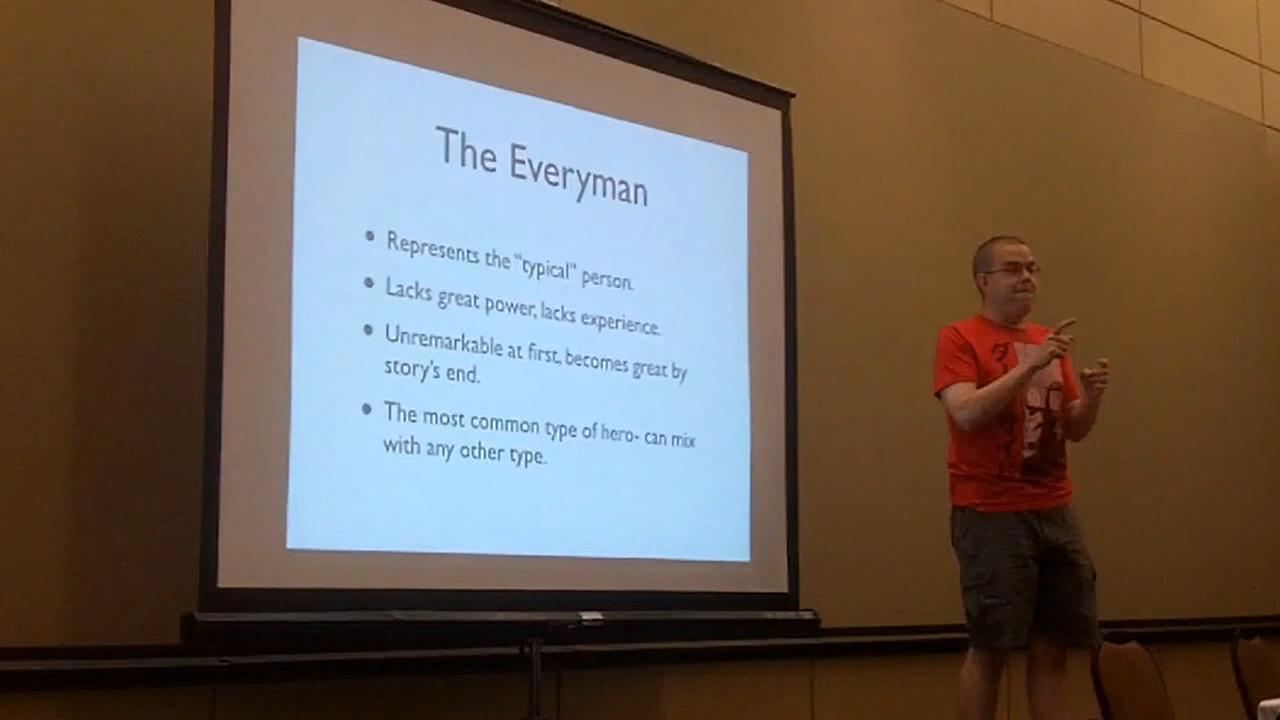 The Everyman
• Represents the "typical" person.
• Lacks great power, lacks experience.
• Unremarkable at first, becomes great by
story's end.
• The most common type of hero- can mix
with any other type.